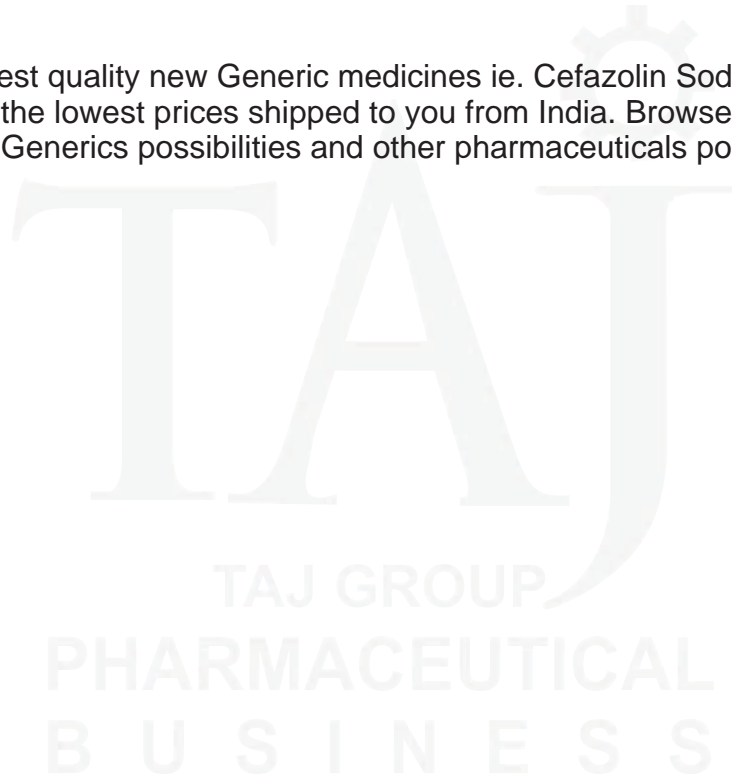 est quality new Generic medicines ie. Cefazolin Sod
the lowest prices shipped to you from India. Browse
Generics possibilities and other pharmaceuticals po
TAJ
TAJ GROUP
PHARMACEUTICAL
BUSINESS